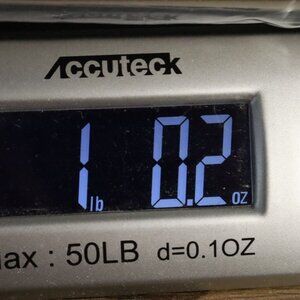 Accuteck
1 lb 0.2 oz
ax : 50LB d=0.1OZ